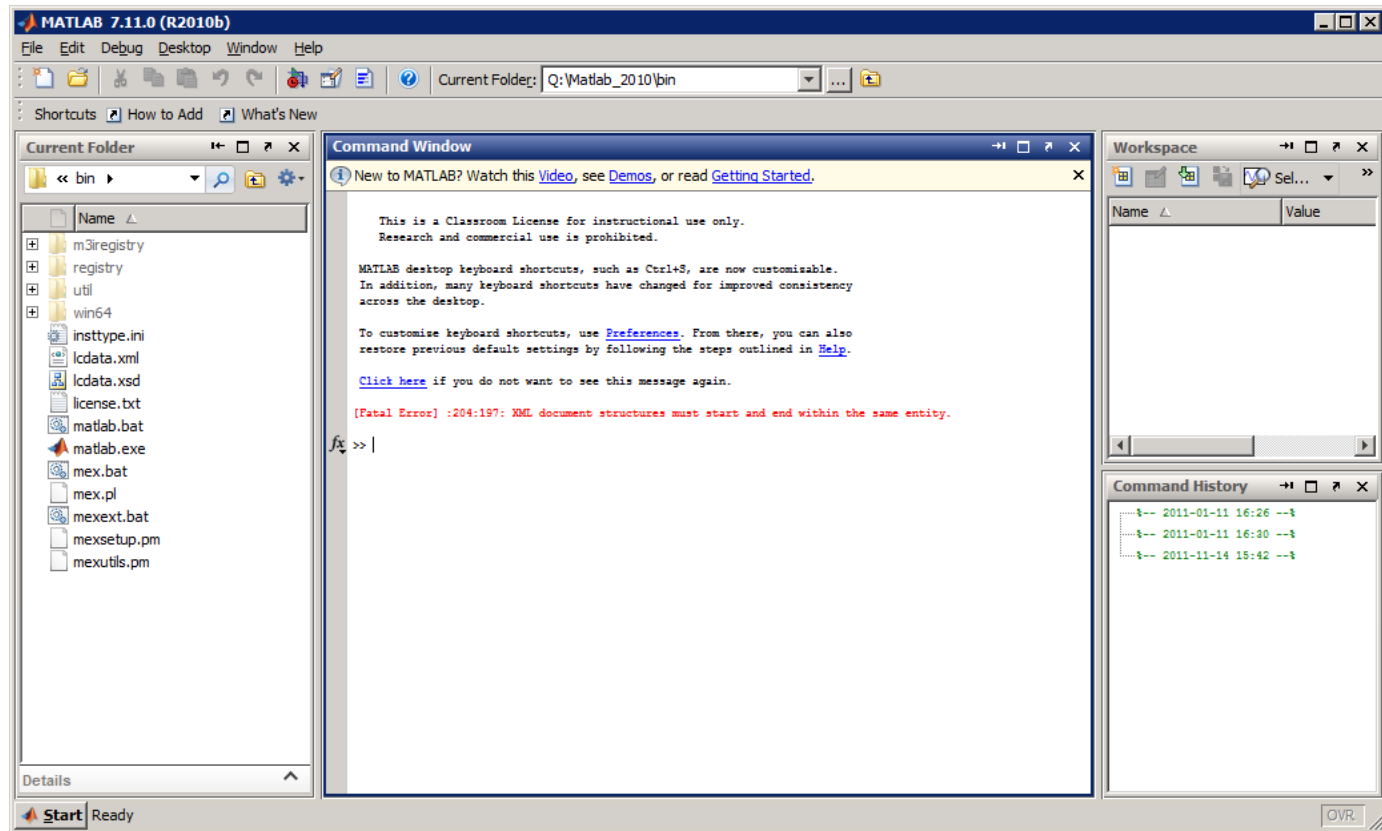 MATLAB 7.11.0 (R2010b)
File Edit Debug Desktop Window Help
Current Folder: Q:\Matlab_2010\bin
Shortcuts How to Add What's New
Current Folder
« bin
Name
m3iregistry
registry
util
win64
insttype.ini
lcdata.xml
lcdata.xsd
license.txt
matlab.bat
matlab.exe
mex.bat
mex.pl
mexext.bat
mexsetup.pm
mexutils.pm
Details
Command Window
New to MATLAB? Watch this Video, see Demos, or read Getting Started.
This is a Classroom License for instructional use only.
Research and commercial use is prohibited.
MATLAB desktop keyboard shortcuts, such as Ctrl+S, are now customizable.
In addition, many keyboard shortcuts have changed for improved consistency
across the desktop.
To customize keyboard shortcuts, use Preferences. From there, you can also
restore previous default settings by following the steps outlined in Help.
Click here if you do not want to see this message again.
[Fatal Error] :204:197: XML document structures must start and end within the same entity.
fx >>
Workspace
Sel... »
Name Value
Command History
%-- 2011-01-11 16:26 --%
%-- 2011-01-11 16:30 --%
%-- 2011-11-14 15:42 --%
Start Ready
OVR